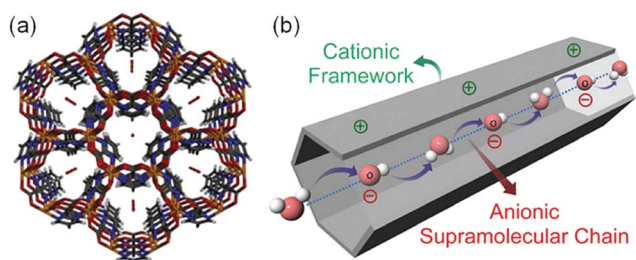 (a)
(b)
Cationic
Framework
+
+
+
O
O
O
−
−
−
Anionic
Supramolecular Chain